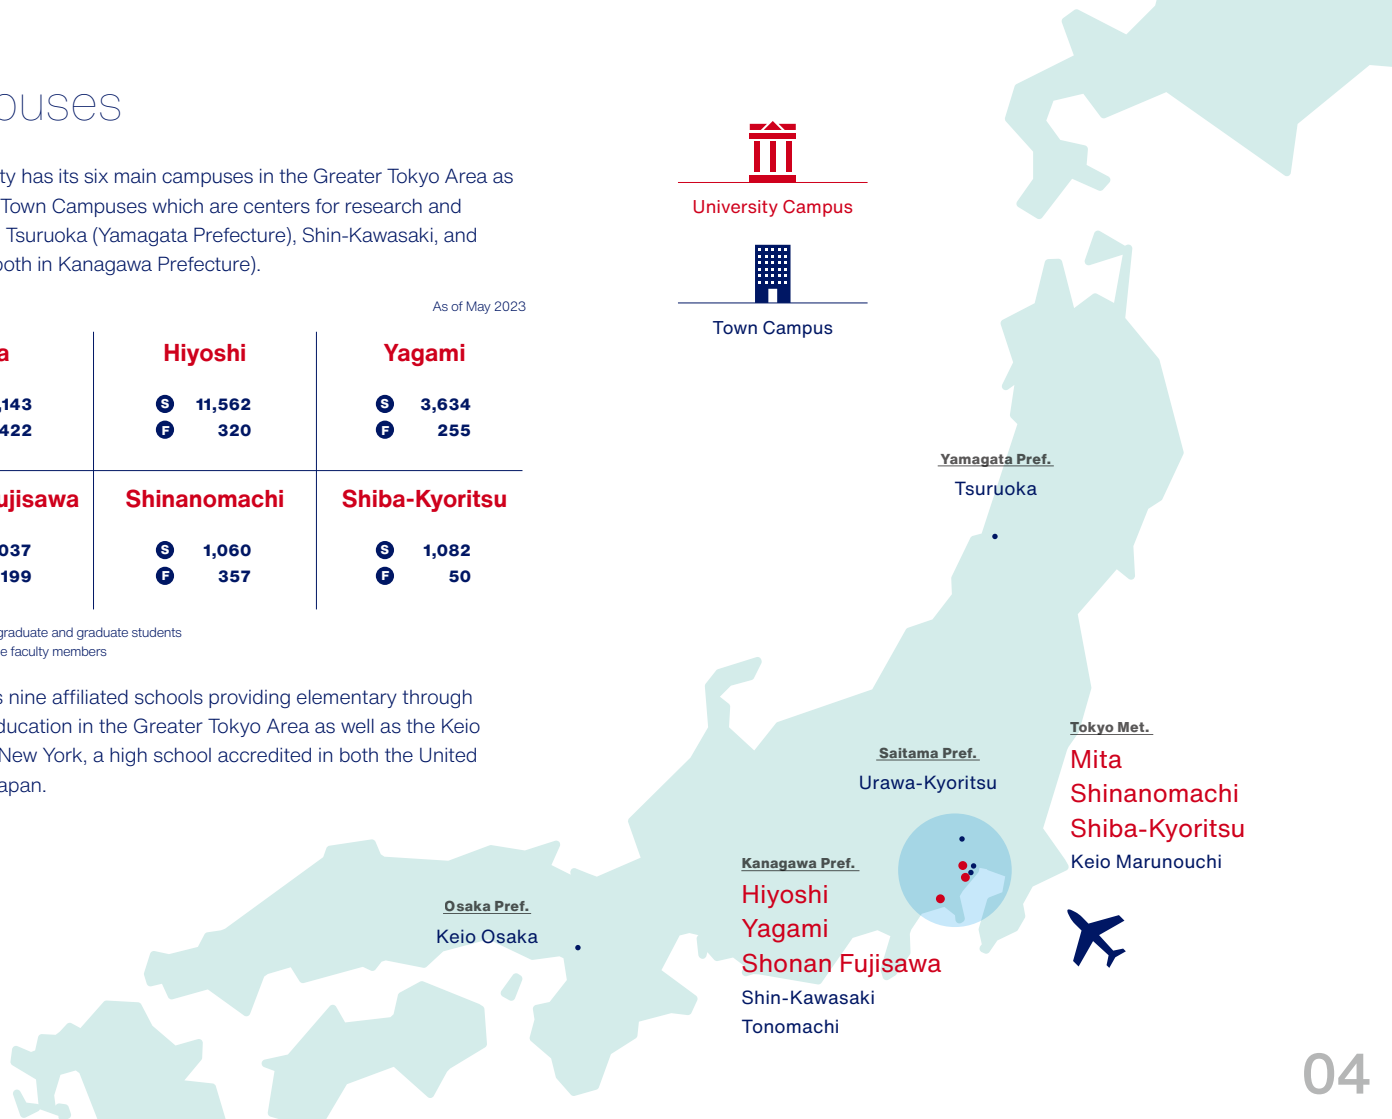 puses
ty has its six main campuses in the Greater Tokyo Area as
Town Campuses which are centers for research and
Tsuruoka (Yamagata Prefecture), Shin-Kawasaki, and
both in Kanagawa Prefecture).
As of May 2023
a
,143
422
Hiyoshi
S 11,562
F 320
Yagami
S 3,634
F 255
ujisawa
037
199
Shinanomachi
S 1,060
F 357
Shiba-Kyoritsu
S 1,082
F 50
graduate and graduate students
e faculty members
s nine affiliated schools providing elementary through
ducation in the Greater Tokyo Area as well as the Keio
New York, a high school accredited in both the United
apan.
University Campus
Town Campus
Yamagata Pref.
Tsuruoka
Saitama Pref.
Urawa-Kyoritsu
Tokyo Met.
Mita
Shinanomachi
Shiba-Kyoritsu
Keio Marunouchi
Kanagawa Pref.
Hiyoshi
Yagami
Shonan Fujisawa
Shin-Kawasaki
Tonomachi
Osaka Pref.
Keio Osaka
04